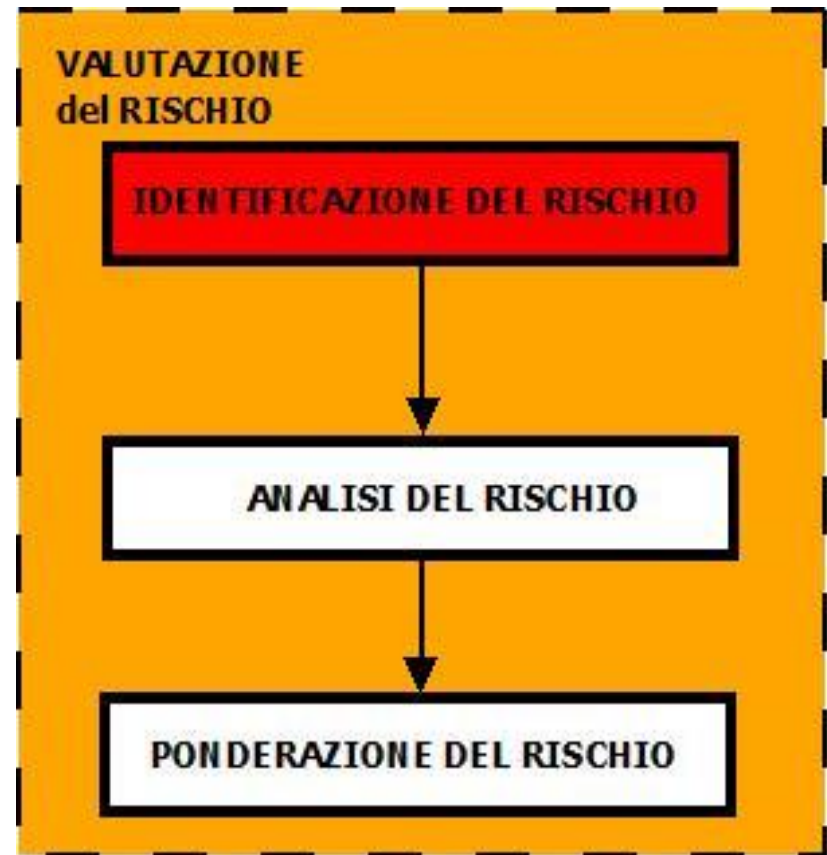 VALUTAZIONE
del RISCHIO
IDENTIFICAZIONE DEL RISCHIO
ANALISI DEL RISCHIO
PONDERAZIONE DEL RISCHIO